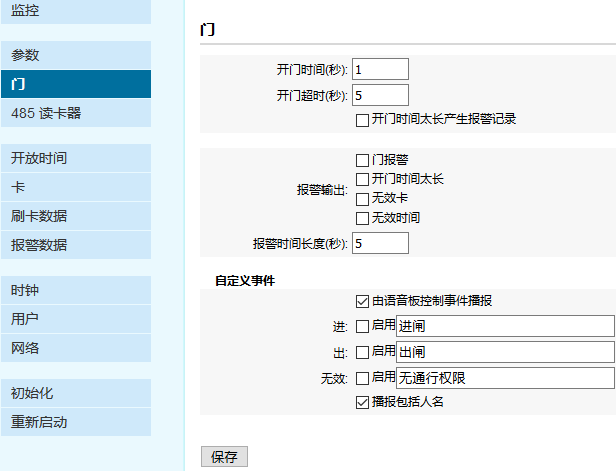 监控
参数
门
485 读卡器
开放时间
卡
刷卡数据
报警数据
时钟
用户
网络
初始化
重新启动
门
开门时间(秒): 1
开门超时(秒): 5
开门时间太长产生报警记录
报警输出:
门报警
开门时间太长
无效卡
无效时间
报警时间长度(秒): 5
自定义事件
由语音板控制事件播报
进: 启用 进闸
出: 启用 出闸
无效: 启用 无通行权限
播报包括人名
保存